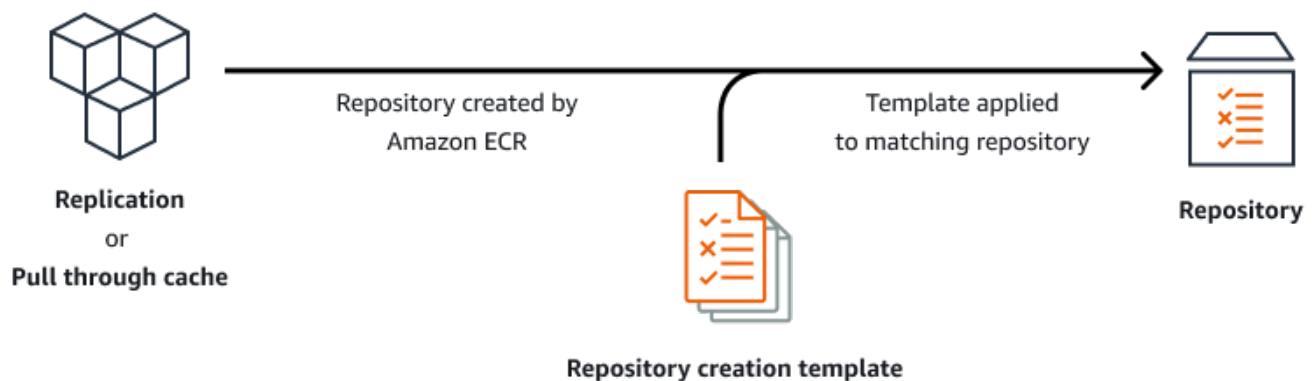 Repository created by
Amazon ECR
Template applied
to matching repository
Replication
or
Pull through cache
Repository
Repository creation template